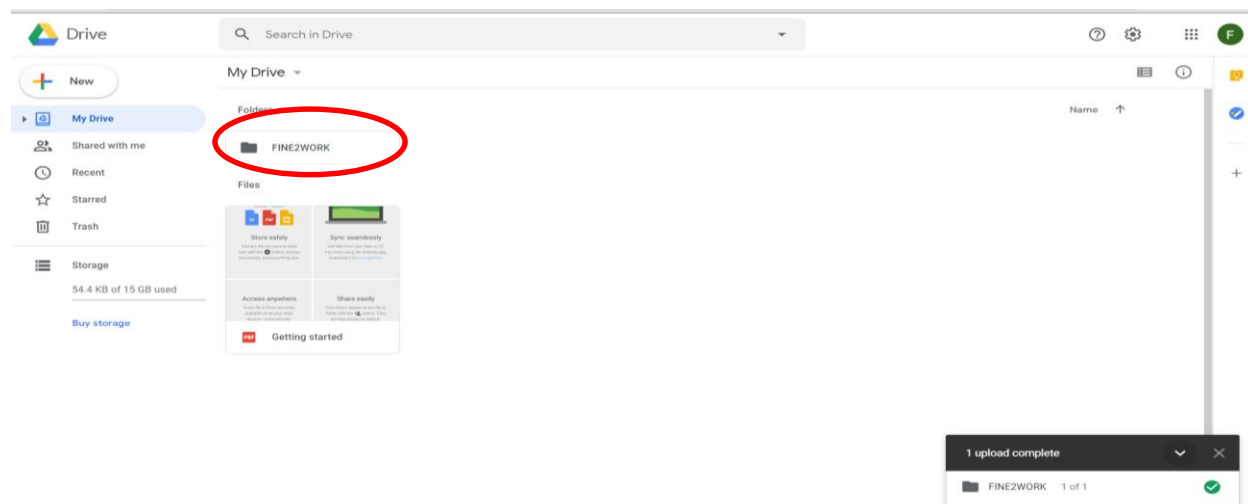 Drive
Search in Drive
F
New
My Drive
Name
My Drive
Folders
Shared with me
FINE2WORK
Recent
Files
Starred
Trash
Store safely
Sync seamlessly
Storage
54.4 KB of 15 GB used
Access anywhere
Share easily
Buy storage
PDF Getting started
1 upload complete
FINE2WORK 1 of 1